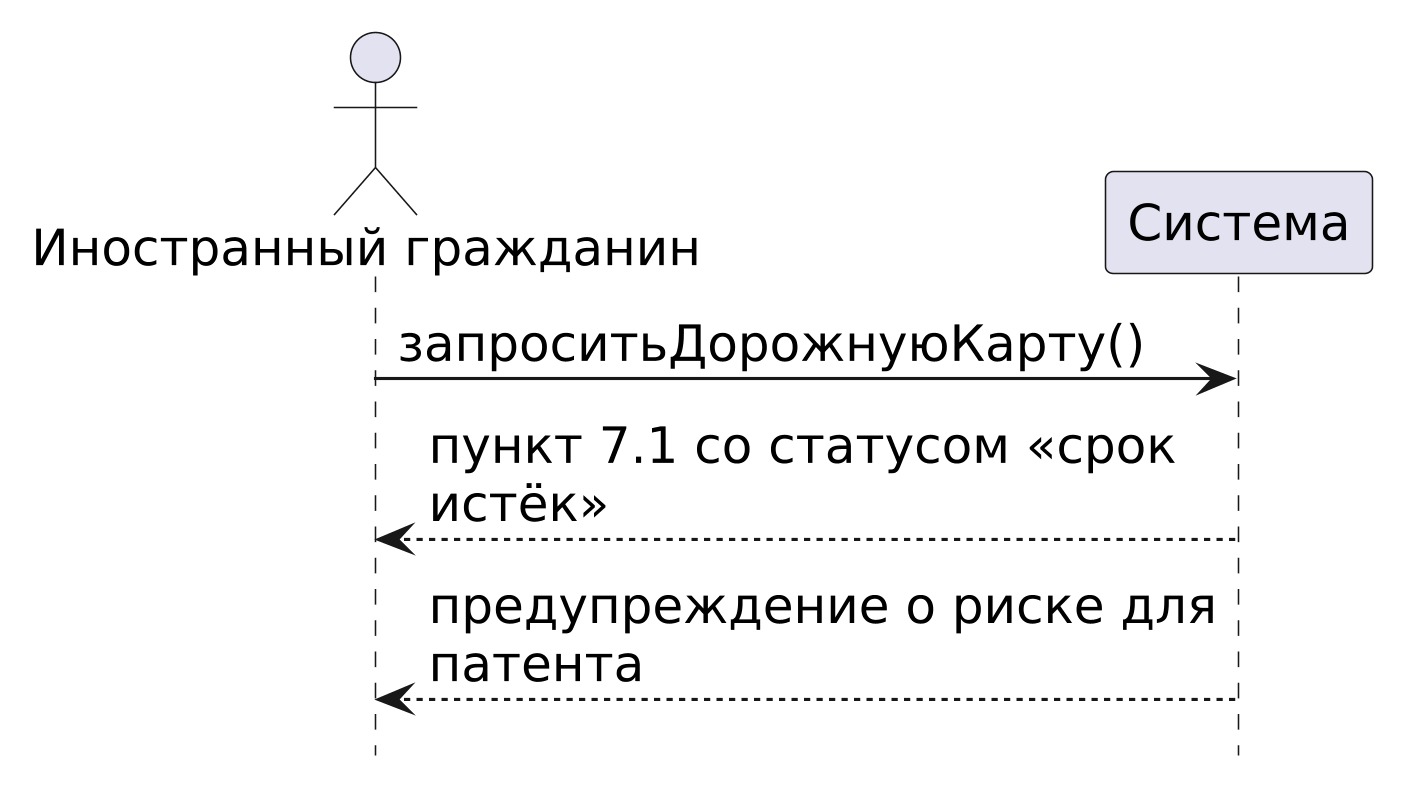 Иностранный гражданин
Система
запроситьДорожнуюКарту()
пункт 7.1 со статусом «срок
истёк»
предупреждение о риске для
патента